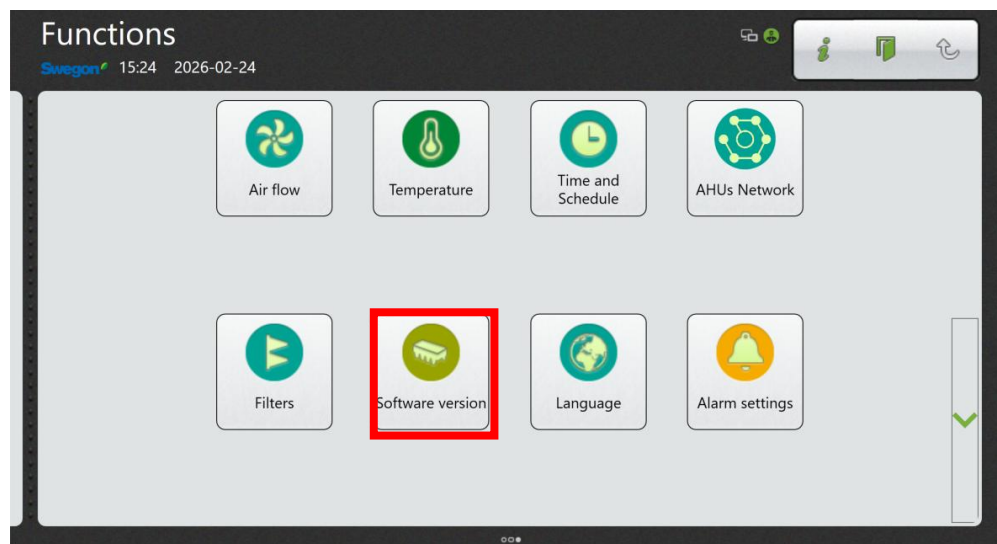 Functions
Swegon 15:24 2026-02-24
Air flow
Temperature
Time and
Schedule
AHUs Network
Filters
Software version
Language
Alarm settings